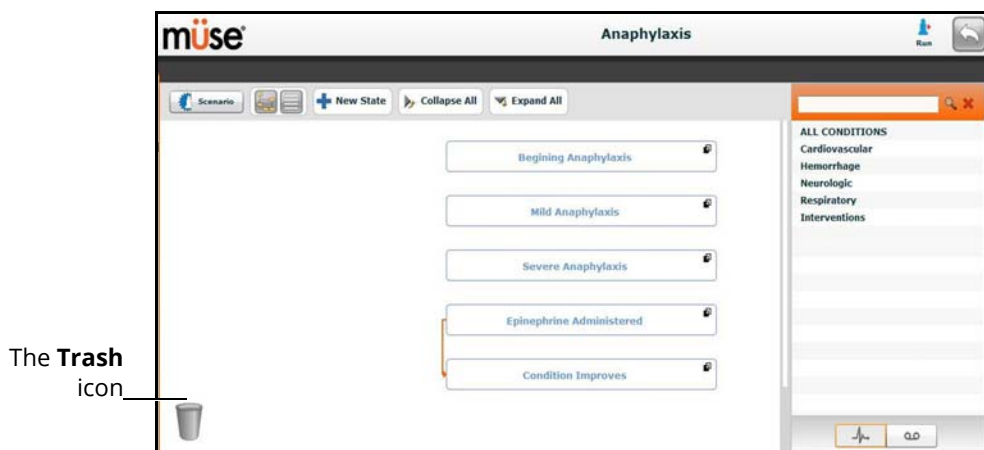 müse
Anaphylaxis
Run
Scenario
New State
Collapse All
Expand All
ALL CONDITIONS
Cardiovascular
Hemorrhage
Neurologic
Respiratory
Interventions
Begining Anaphylaxis
Mild Anaphylaxis
Severe Anaphylaxis
Epinephrine Administered
Condition Improves
The Trash
icon